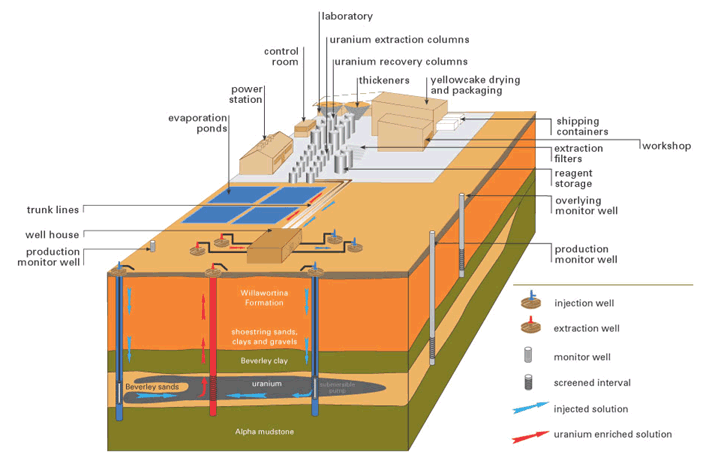 laboratory
uranium extraction columns
control
room
uranium recovery columns
thickeners
yellowcake drying
and packaging
power
station
evaporation
ponds
shipping
containers
workshop
extraction
filters
reagent
storage
trunk lines
overlying
monitor well
well house
production
monitor well
production
monitor well
Willawortina
Formation
shoestring sands,
clays and gravels
Beverley clay
Beverley sands
uranium
submersible
pump
Alpha mudstone
injection well
extraction well
monitor well
screened interval
injected solution
uranium enriched solution